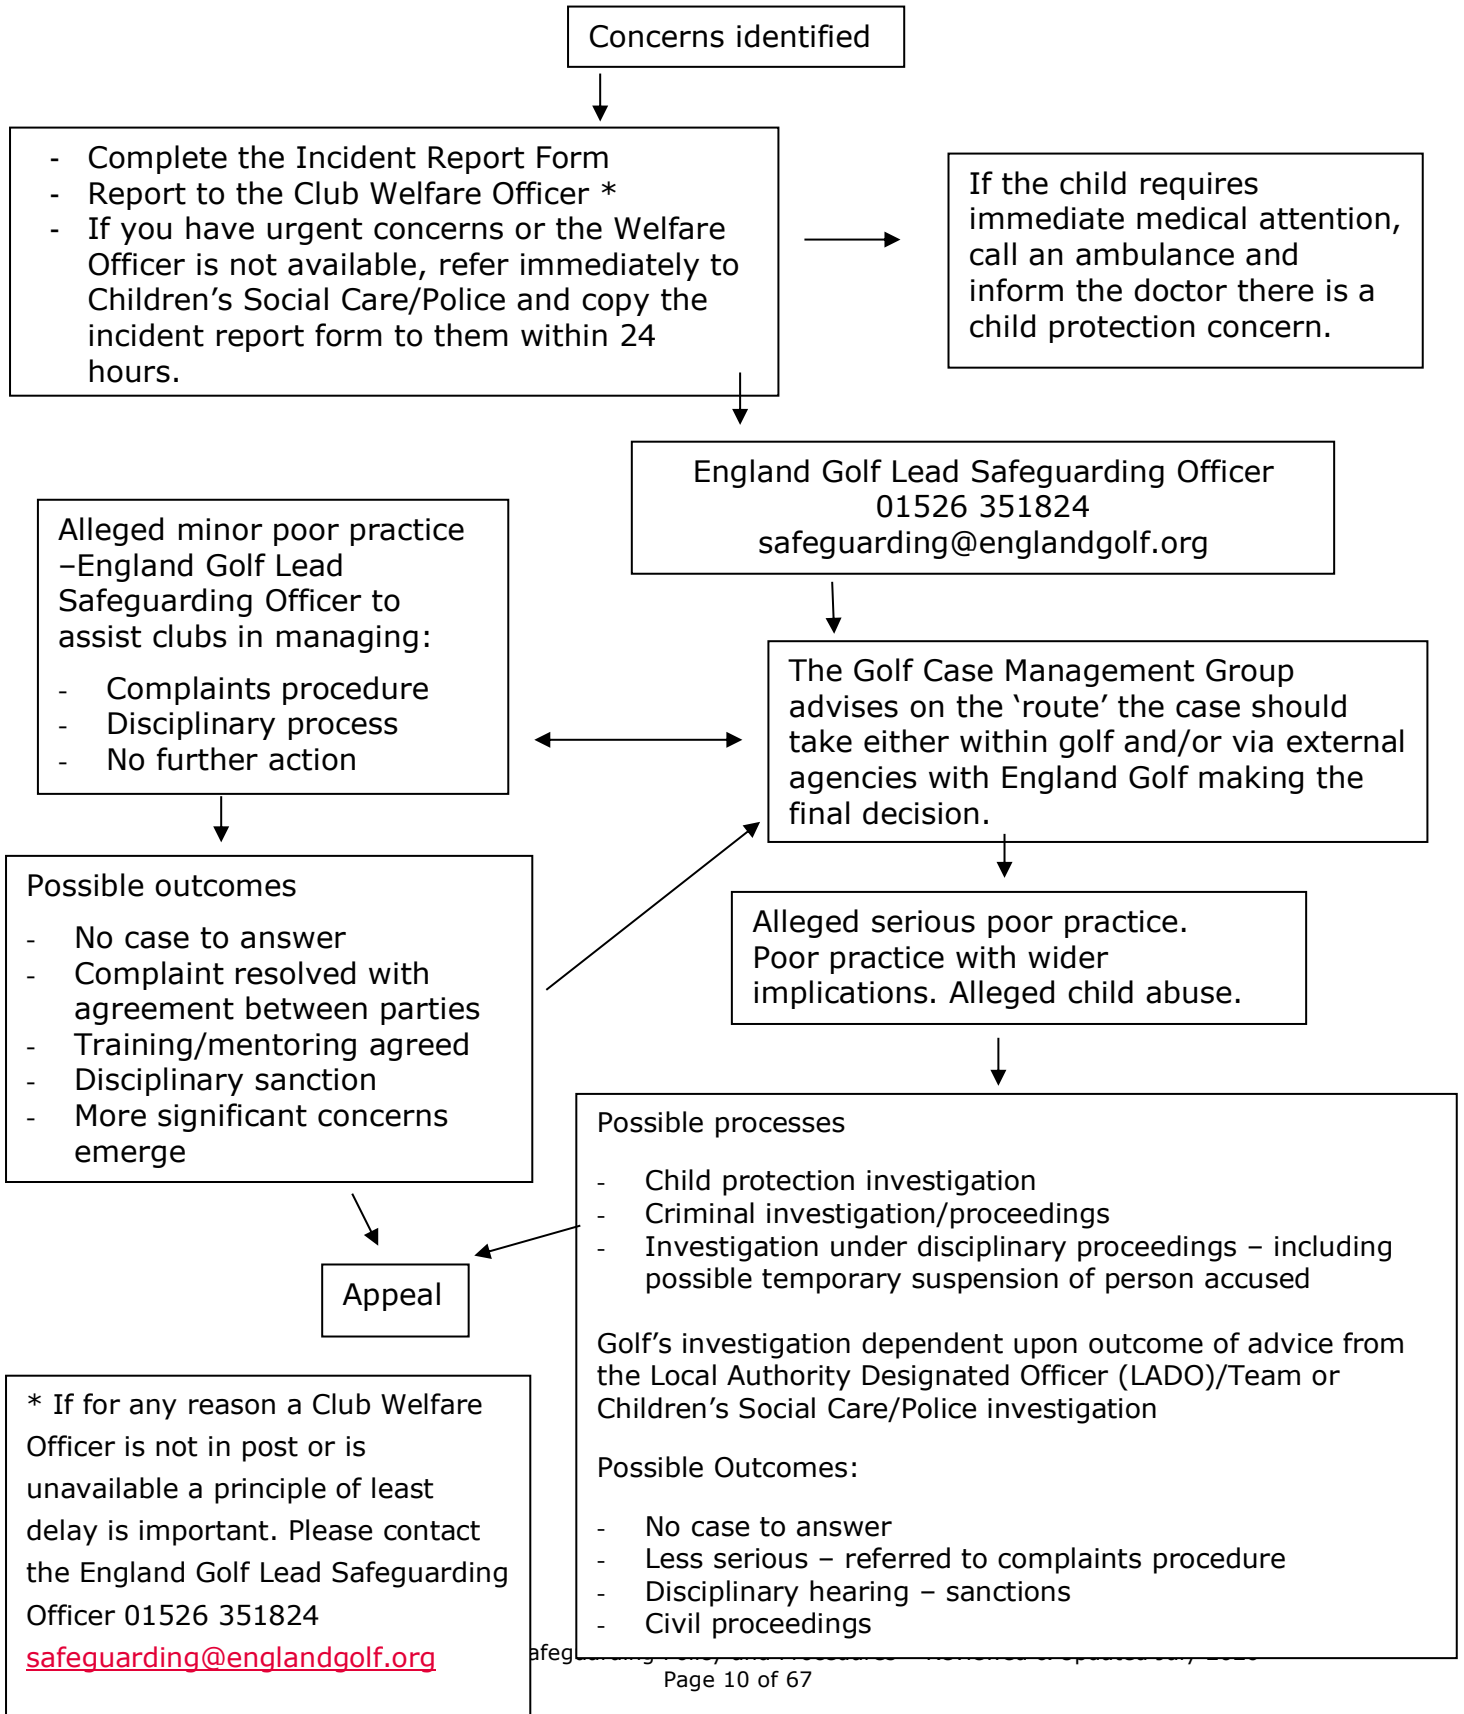 Concerns identified
- Complete the Incident Report Form
- Report to the Club Welfare Officer *
- If you have urgent concerns or the Welfare
Officer is not available, refer immediately to
Children’s Social Care/Police and copy the
incident report form to them within 24
hours.
If the child requires
immediate medical attention,
call an ambulance and
inform the doctor there is a
child protection concern.
England Golf Lead Safeguarding Officer
01526 351824
safeguarding@englandgolf.org
Alleged minor poor practice
–England Golf Lead
Safeguarding Officer to
assist clubs in managing:
- Complaints procedure
- Disciplinary process
- No further action
The Golf Case Management Group
advises on the ‘route’ the case should
take either within golf and/or via external
agencies with England Golf making the
final decision.
Possible outcomes
- No case to answer
- Complaint resolved with
agreement between parties
- Training/mentoring agreed
- Disciplinary sanction
- More significant concerns
emerge
Alleged serious poor practice.
Poor practice with wider
implications. Alleged child abuse.
Possible processes
- Child protection investigation
- Criminal investigation/proceedings
- Investigation under disciplinary proceedings – including
possible temporary suspension of person accused
Golf’s investigation dependent upon outcome of advice from
the Local Authority Designated Officer (LADO)/Team or
Children’s Social Care/Police investigation
Possible Outcomes:
- No case to answer
- Less serious – referred to complaints procedure
- Disciplinary hearing – sanctions
- Civil proceedings
Appeal
* If for any reason a Club Welfare
Officer is not in post or is
unavailable a principle of least
delay is important. Please contact
the England Golf Lead Safeguarding
Officer 01526 351824
safeguarding@englandgolf.org
Page 10 of 67